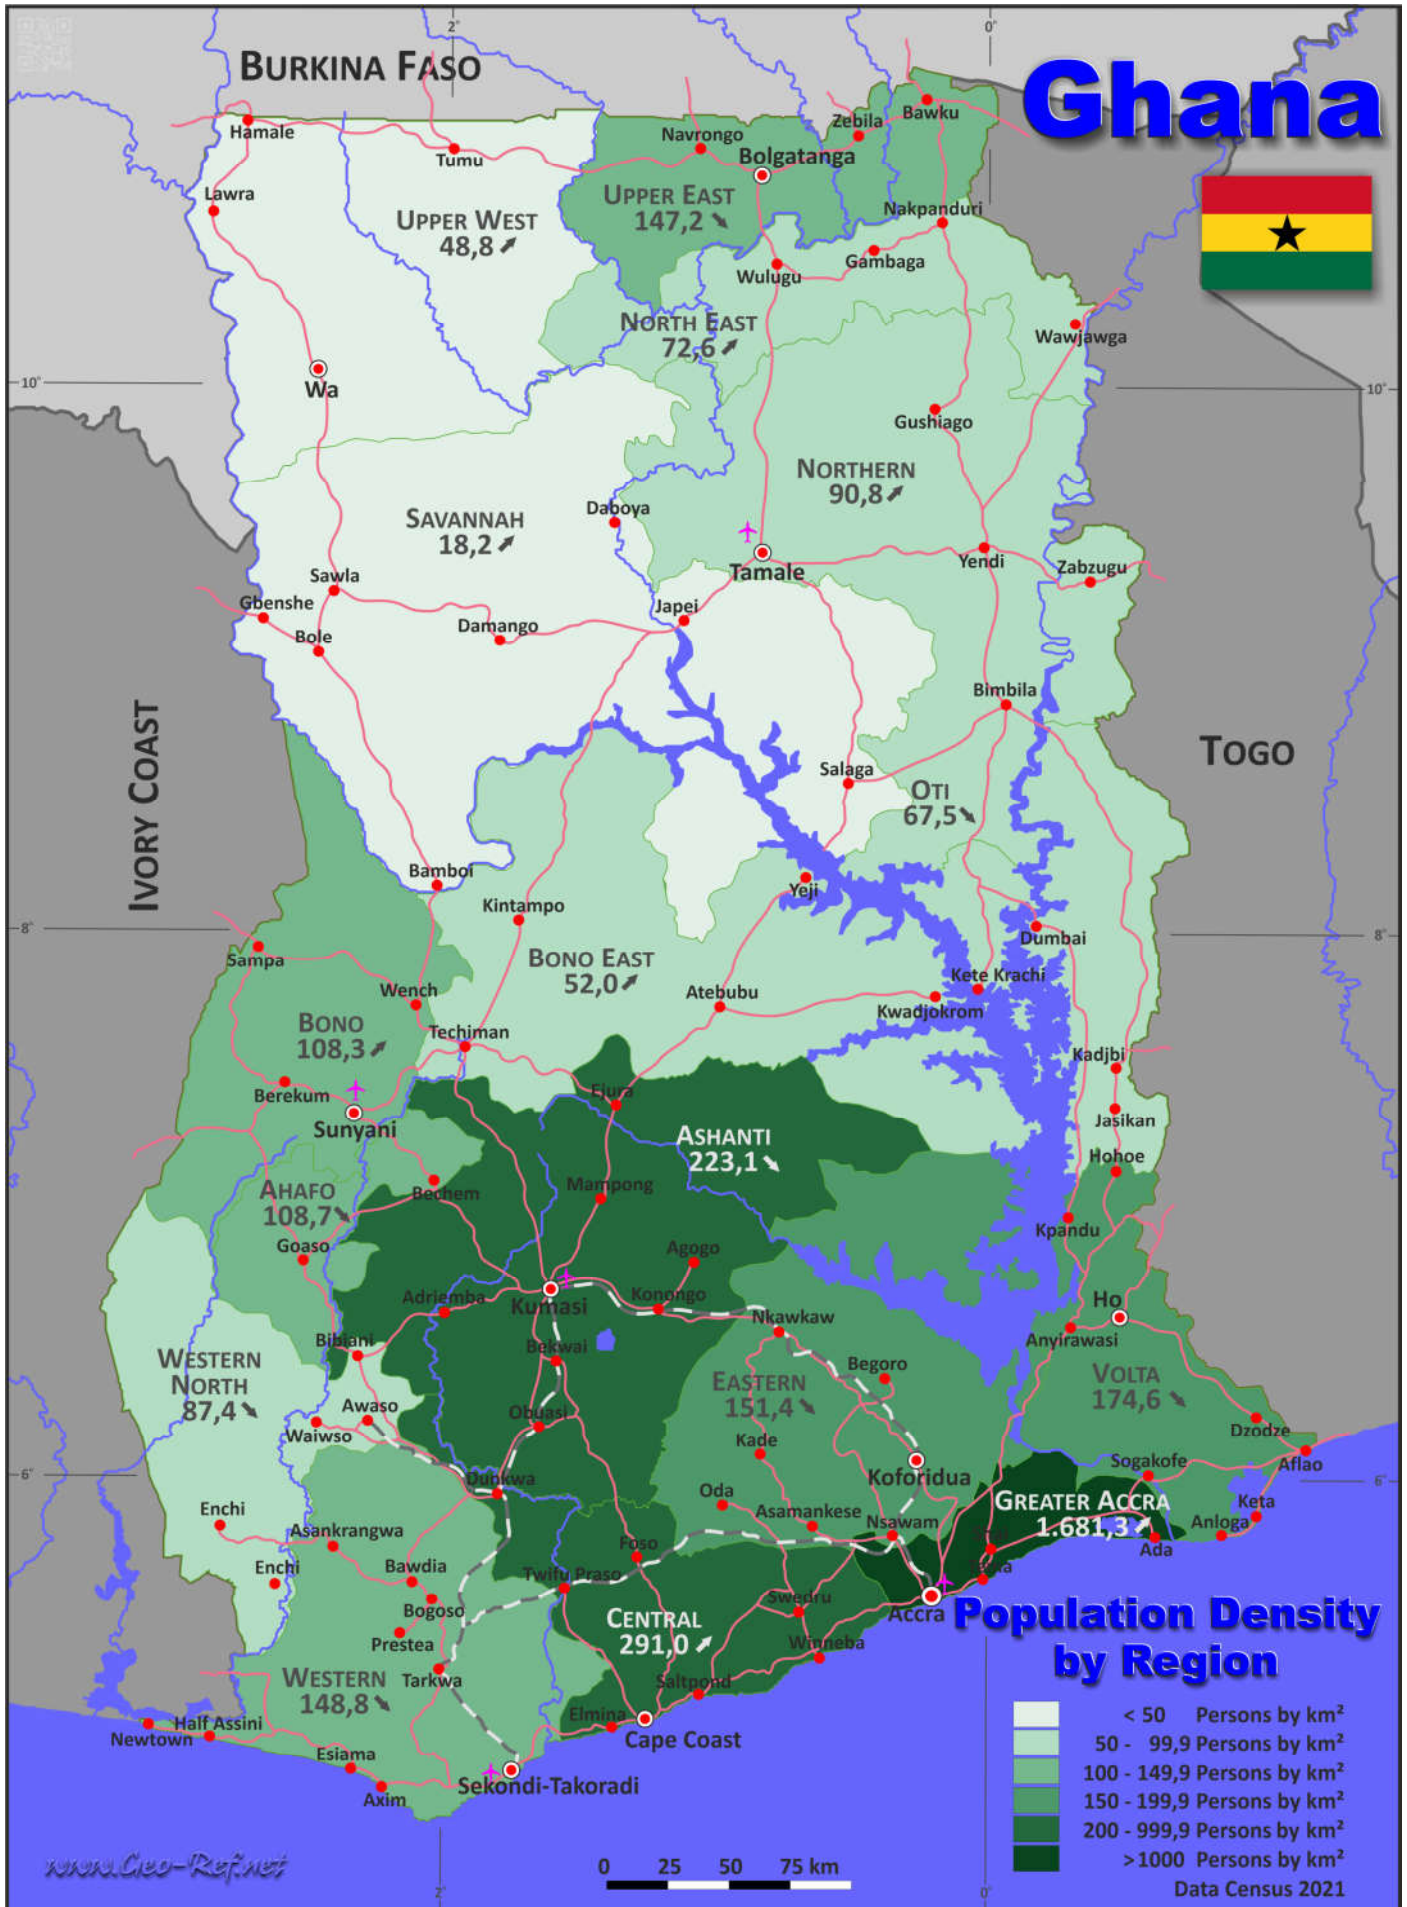 2°
0°
BURKINA FASO
Ghana
Hamale
Tumu
Navrongo
Zebila
Bawku
Bolgatanga
Lawra
UPPER WEST
48,8
UPPER EAST
147,2
Nakpanduri
Wulugu
Gambaga
NORTH EAST
72,6
Wawjawga
10°
Wa
10°
Gushiago
NORTHERN
90,8
SAVANNAH
18,2
Daboya
Tamale
Yendi
Zabzugu
Sawla
Gbenshe
Bole
Damango
Japei
Bimbila
IVORY COAST
TOGO
Salaga
OTI
67,5
Bamboi
Yeji
Kintampo
8°
8°
Sampa
Dumbai
BONO EAST
52,0
Wench
Atebubu
Kete Krachi
Kwadjokrom
BONO
108,3
Techiman
Kadjbi
Berekum
Ejura
Sunyani
Jasikan
ASHANTI
223,1
Hohoe
AHAFO
108,7
Bechem
Mampong
Kpandu
Goaso
Agogo
Adriemba
Kumasi
Konongo
Ho
Nkawkaw
Anyirawasi
Bibiani
Bekwai
Begoro
WESTERN
NORTH
87,4
EASTERN
151,4
VOLTA
174,6
Awaso
Waiwso
Obuasi
Dzodze
Kade
Aflao
6°
Dunkwa
Koforidua
Sogakofe
6°
Oda
GREATER ACCRA
1.681,3
Keta
Enchi
Asankrangwa
Asamankese
Nsawam
Anloga
Ada
Foso
Enchi
Bawdia
Twifu Praso
Bogoso
Swedru
Accra
Population Density
by Region
Prestea
CENTRAL
291,0
Winneba
WESTERN
148,8
Tarkwa
Saltpond
Half Assini
Newtown
Elmina
Cape Coast
< 50 Persons by km²
50 - 99,9 Persons by km²
Esiama
Sekondi-Takoradi
100 - 149,9 Persons by km²
Axim
150 - 199,9 Persons by km²
200 - 999,9 Persons by km²
>1000 Persons by km²
www.Geo-Ref.net
0 25 50 75 km
Data Census 2021
2°
0°